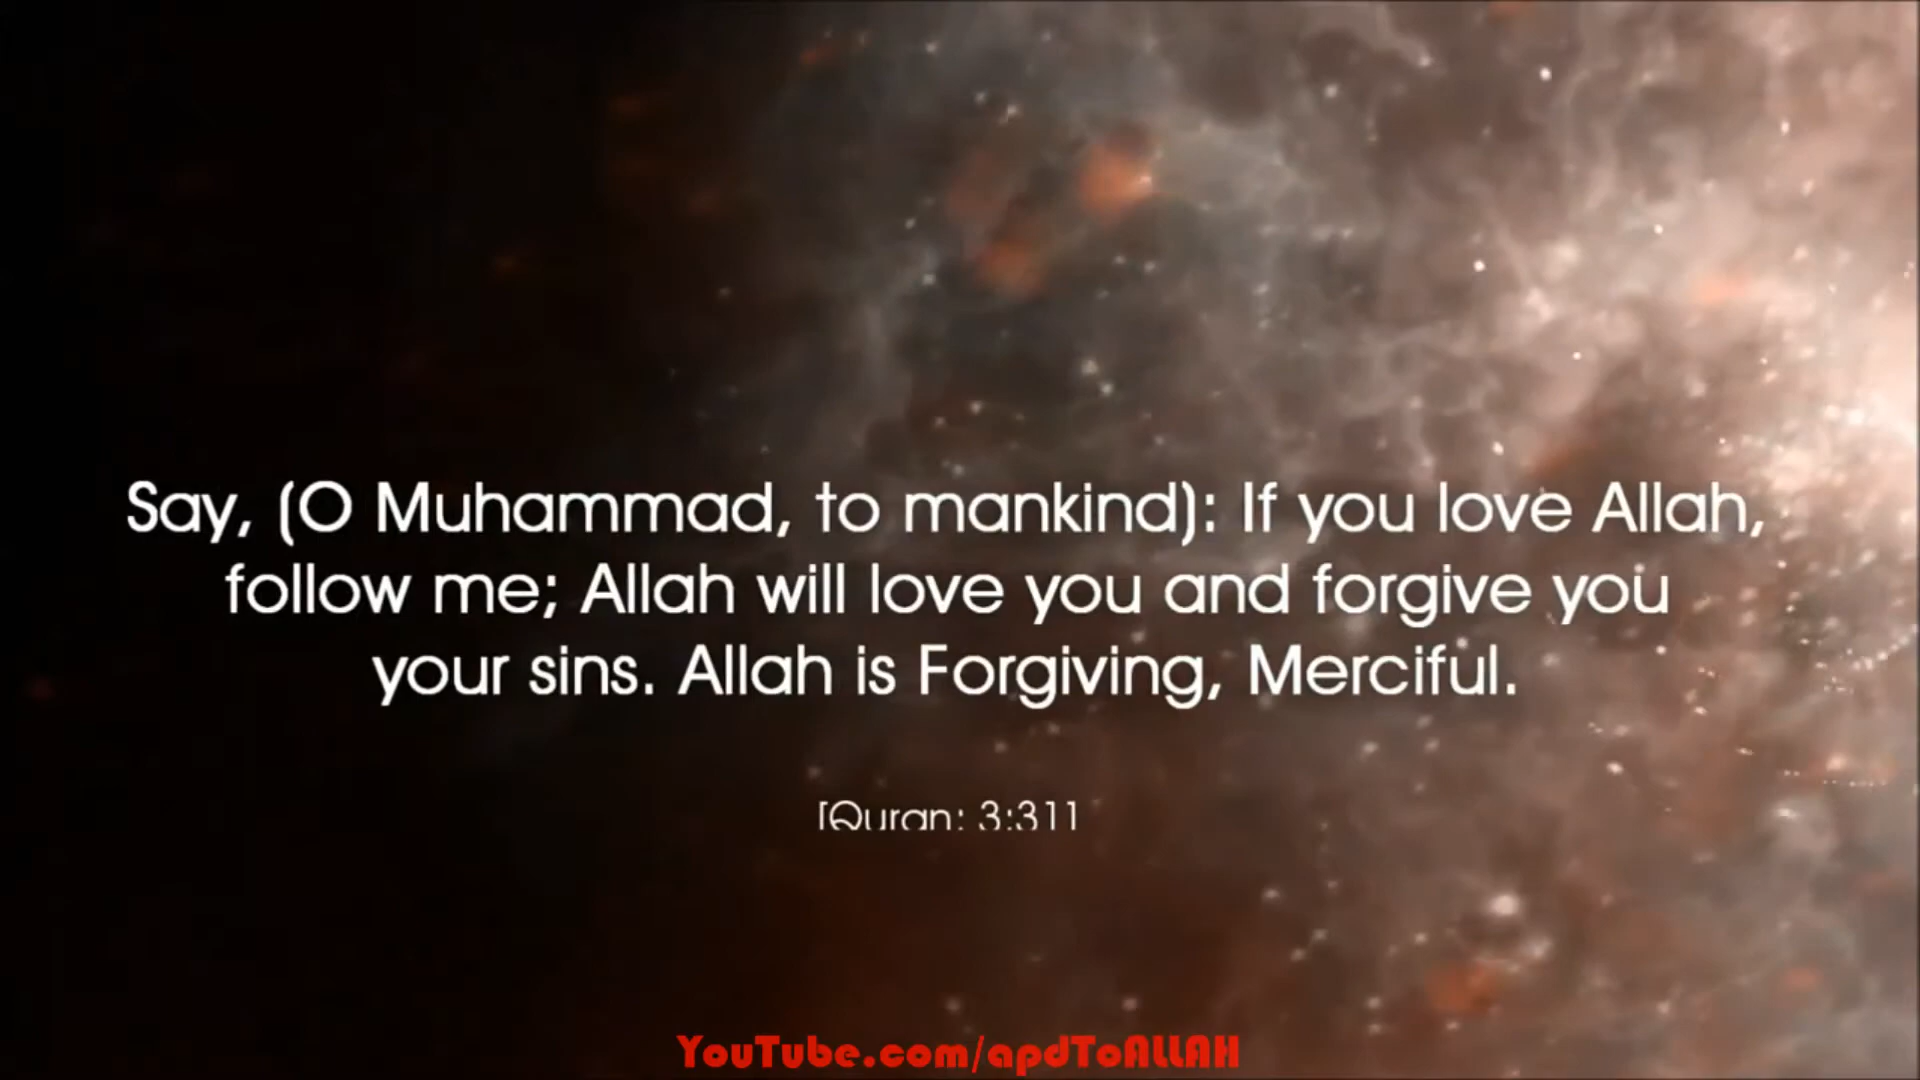 Say, (O Muhammad, to mankind): If you love Allah,
follow me; Allah will love you and forgive you
your sins. Allah is Forgiving, Merciful.
[Quran: 3:31]
YouTube.com/apdToALLAH